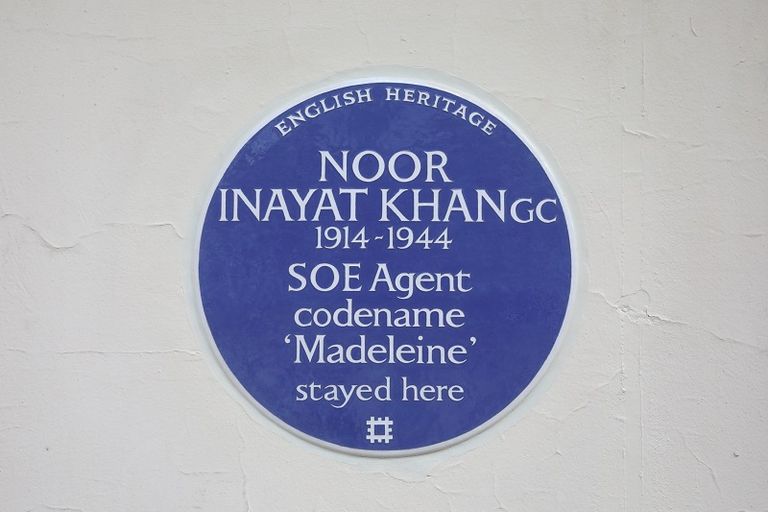 ENGLISH HERITAGE
NOOR
INAYAT KHAN GC
1914-1944
SOE Agent
codename
‘Madeleine’
stayed here